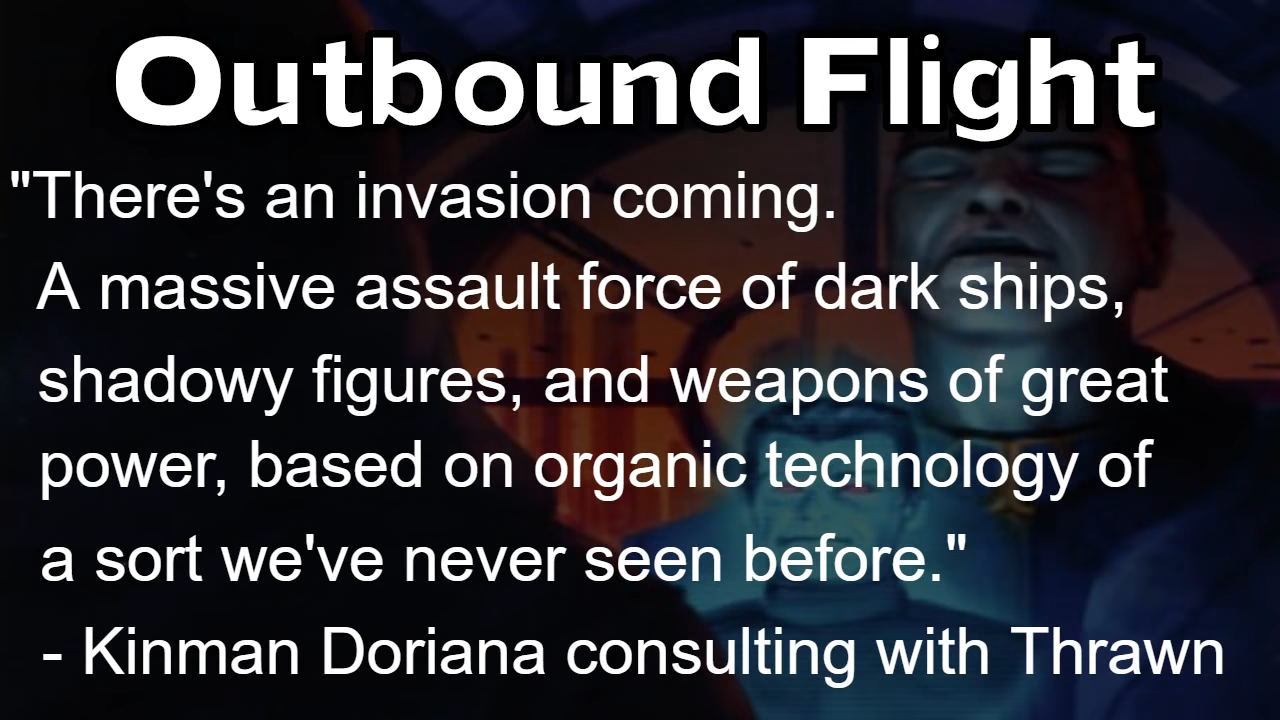 Outbound Flight
"There's an invasion coming.
A massive assault force of dark ships,
shadowy figures, and weapons of great
power, based on organic technology of
a sort we've never seen before."
- Kinman Doriana consulting with Thrawn